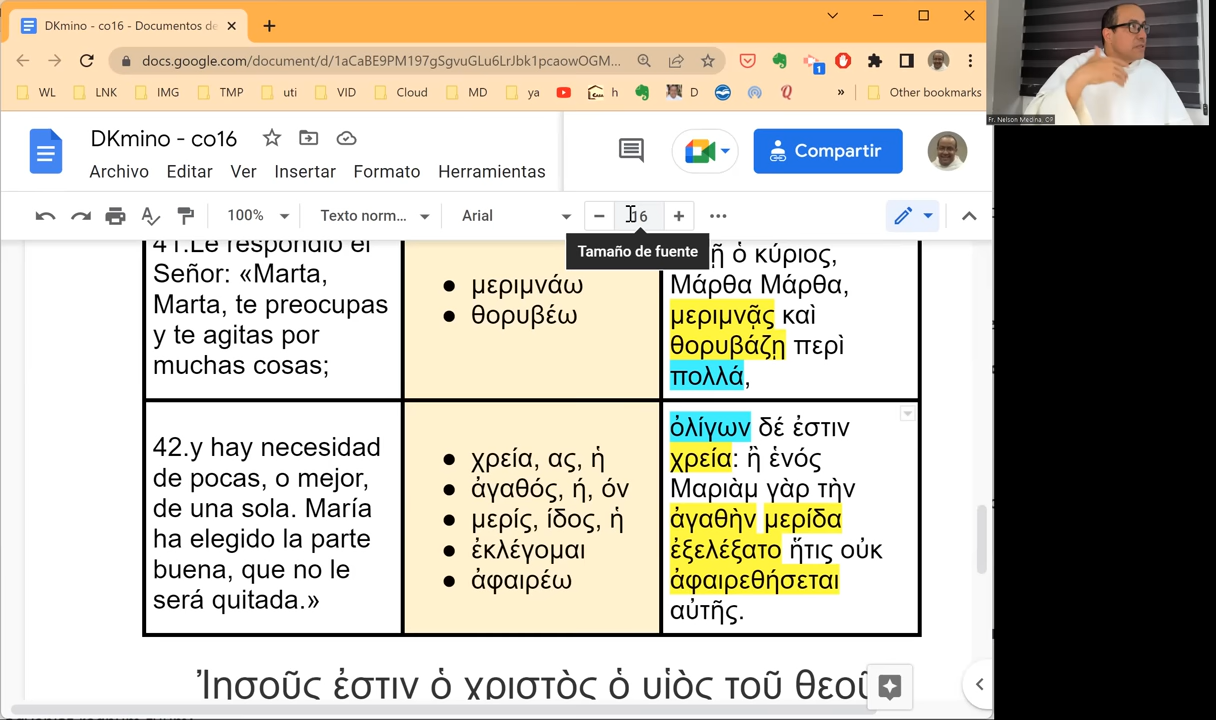 DKmino - co16 - Documentos de
docs.google.com/document/d/1aCaBE9PM197gSgvuGLu6LrJbk1pcaowOGM...
WL
LNK
IMG
TMP
uti
VID
Cloud
MD
ya
h
D
»
Other bookmarks
1
Fr. Nelson Medina, OP
DKmino - co16
Archivo
Editar
Ver
Insertar
Formato
Herramientas
Compartir
100%
Texto norm...
Arial
16
Tamaño de fuente
41.Le respondió el
Señor: «Marta,
Marta, te preocupas
y te agitas por
muchas cosas;
● μεριμνάω
● θορυβέω
ὁ κύριος,
Μάρθα Μάρθα,
μεριμνᾷς καὶ
θορυβάζῃ περὶ
πολλά,
42.y hay necesidad
de pocas, o mejor,
de una sola. María
ha elegido la parte
buena, que no le
será quitada.»
● χρεία, ας, ἡ
● ἀγαθός, ή, όν
● μερίς, ίδος, ἡ
● ἐκλέγομαι
● ἀφαιρέω
ὀλίγων δέ ἐστιν
χρεία: ἢ ἑνός
Μαριὰμ γὰρ τὴν
ἀγαθὴν μερίδα
ἐξελέξατο ἥτις οὐκ
ἀφαιρεθήσεται
αὐτῆς.
Ἰησοῦς ἐστιν ὁ χριστὸς ὁ υἱὸς τοῦ θεοῦ